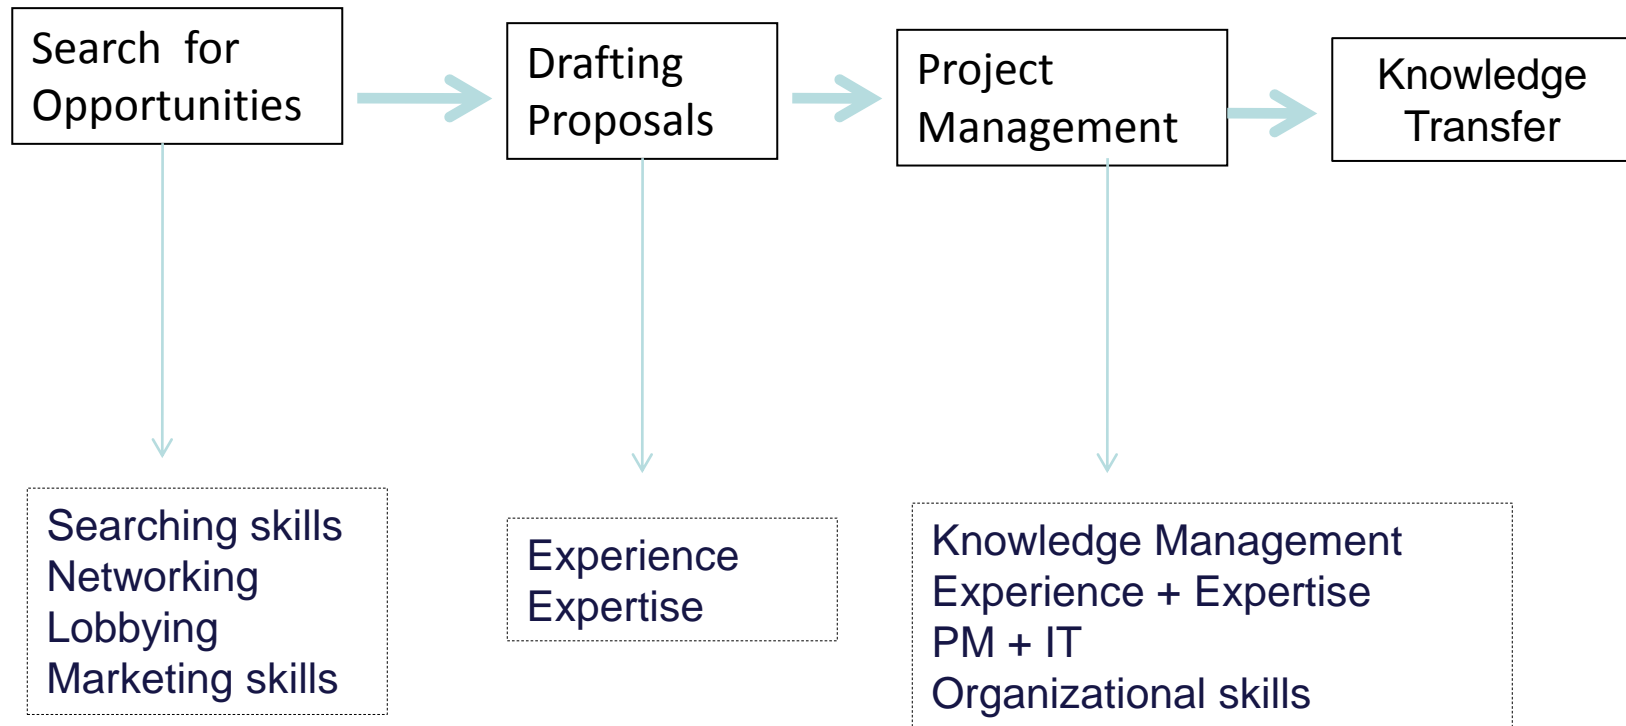 Search for
Opportunities
Drafting
Proposals
Project
Management
Knowledge
Transfer
Searching skills
Networking
Lobbying
Marketing skills
Experience
Expertise
Knowledge Management
Experience + Expertise
PM + IT
Organizational skills